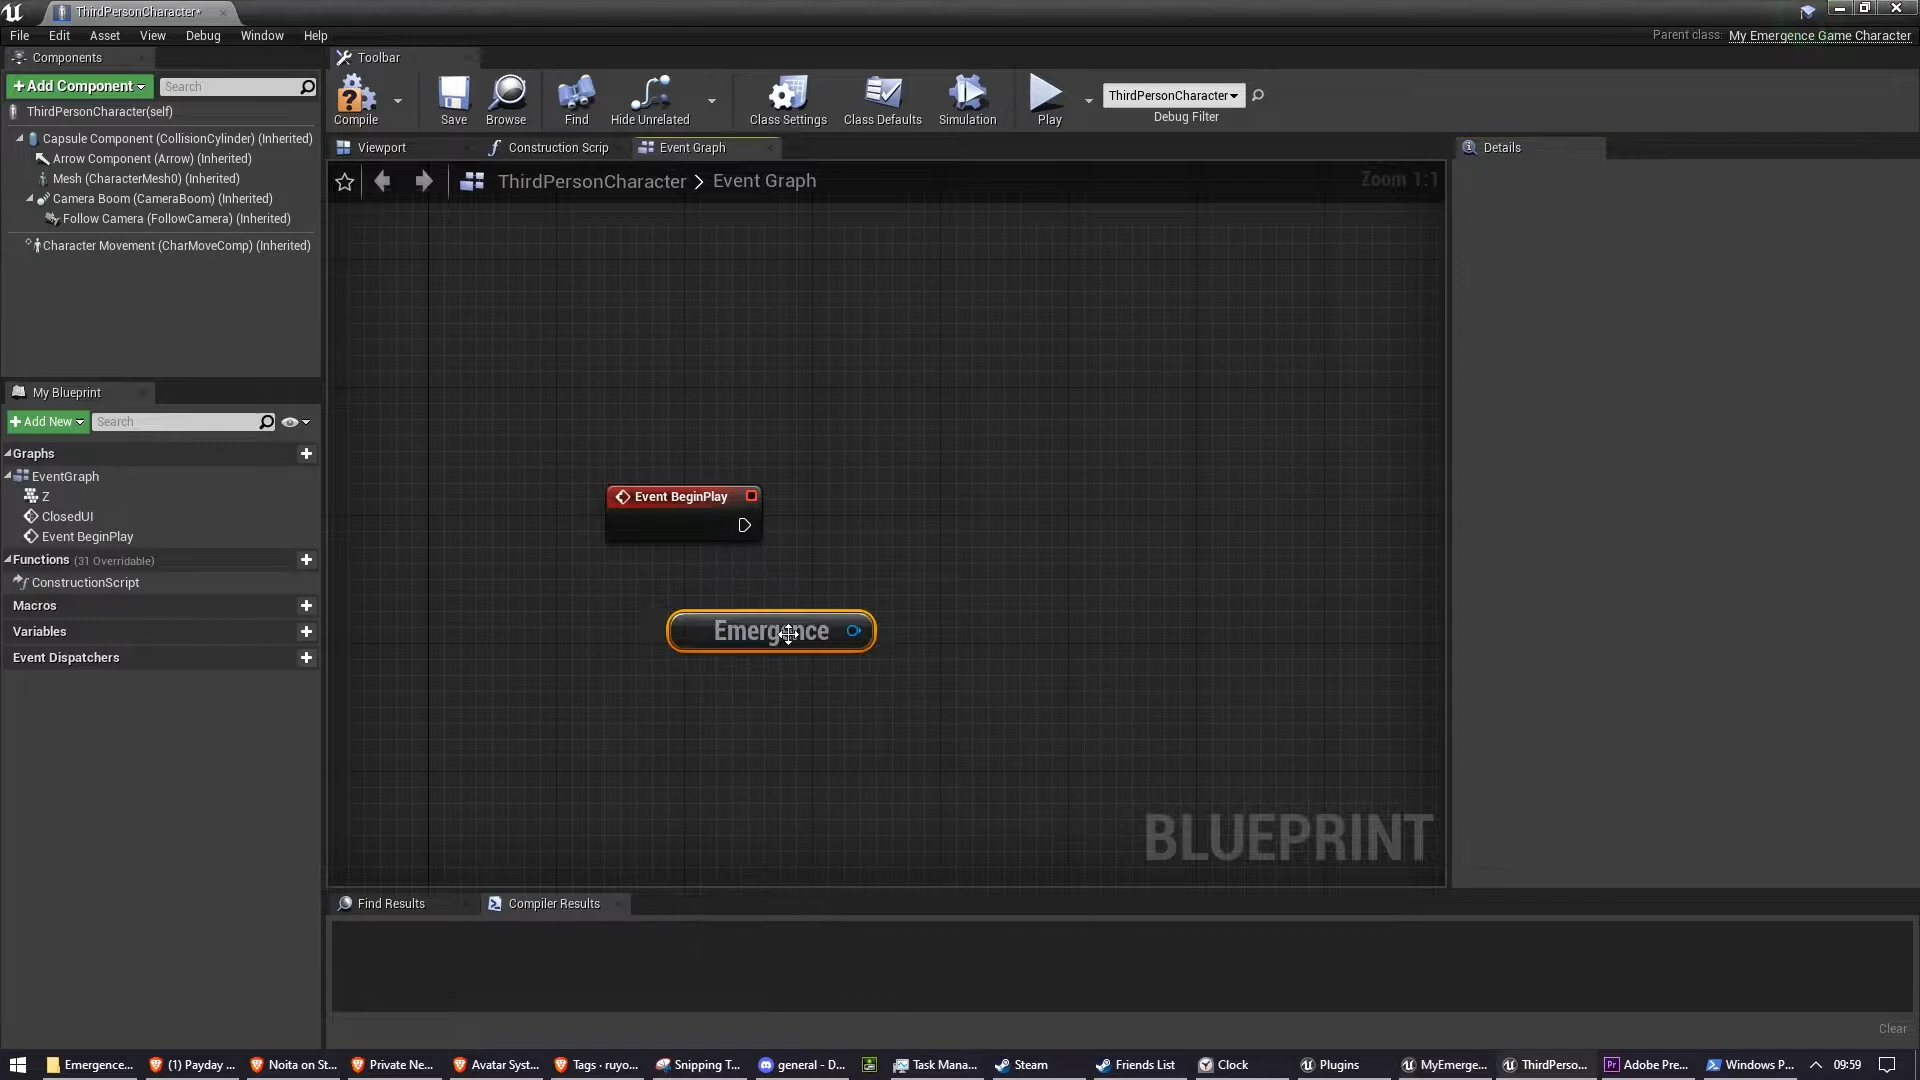 ThirdPersonCharacter*
File Edit Asset View Debug Window Help
Parent class: My Emergence Game Character
Components
+Add Component
Search
ThirdPersonCharacter(self)
Capsule Component (CollisionCylinder) (Inherited)
Arrow Component (Arrow) (Inherited)
Mesh (CharacterMesh0) (Inherited)
Camera Boom (CameraBoom) (Inherited)
Follow Camera (FollowCamera) (Inherited)
Character Movement (CharMoveComp) (Inherited)
My Blueprint
+Add New
Search
Graphs
EventGraph
Z
ClosedUI
Event BeginPlay
Functions (31 Overridable)
ConstructionScript
Macros
Variables
Event Dispatchers
Toolbar
Compile Save Browse Find Hide Unrelated Class Settings Class Defaults Simulation Play
ThirdPersonCharacter
Debug Filter
Viewport Construction Scrip Event Graph
ThirdPersonCharacter > Event Graph
Zoom 1:1
Event BeginPlay
Emergence
BLUEPRINT
Details
Find Results Compiler Results
Clear
Emergence... (1) Payday ... Noita on St... Private Ne... Avatar Syst... Tags · ruyo... Snipping T... general - D... Task Mana... Steam Friends List Clock Plugins MyEmerge... ThirdPerso... Adobe Pre... Windows P... 09:59